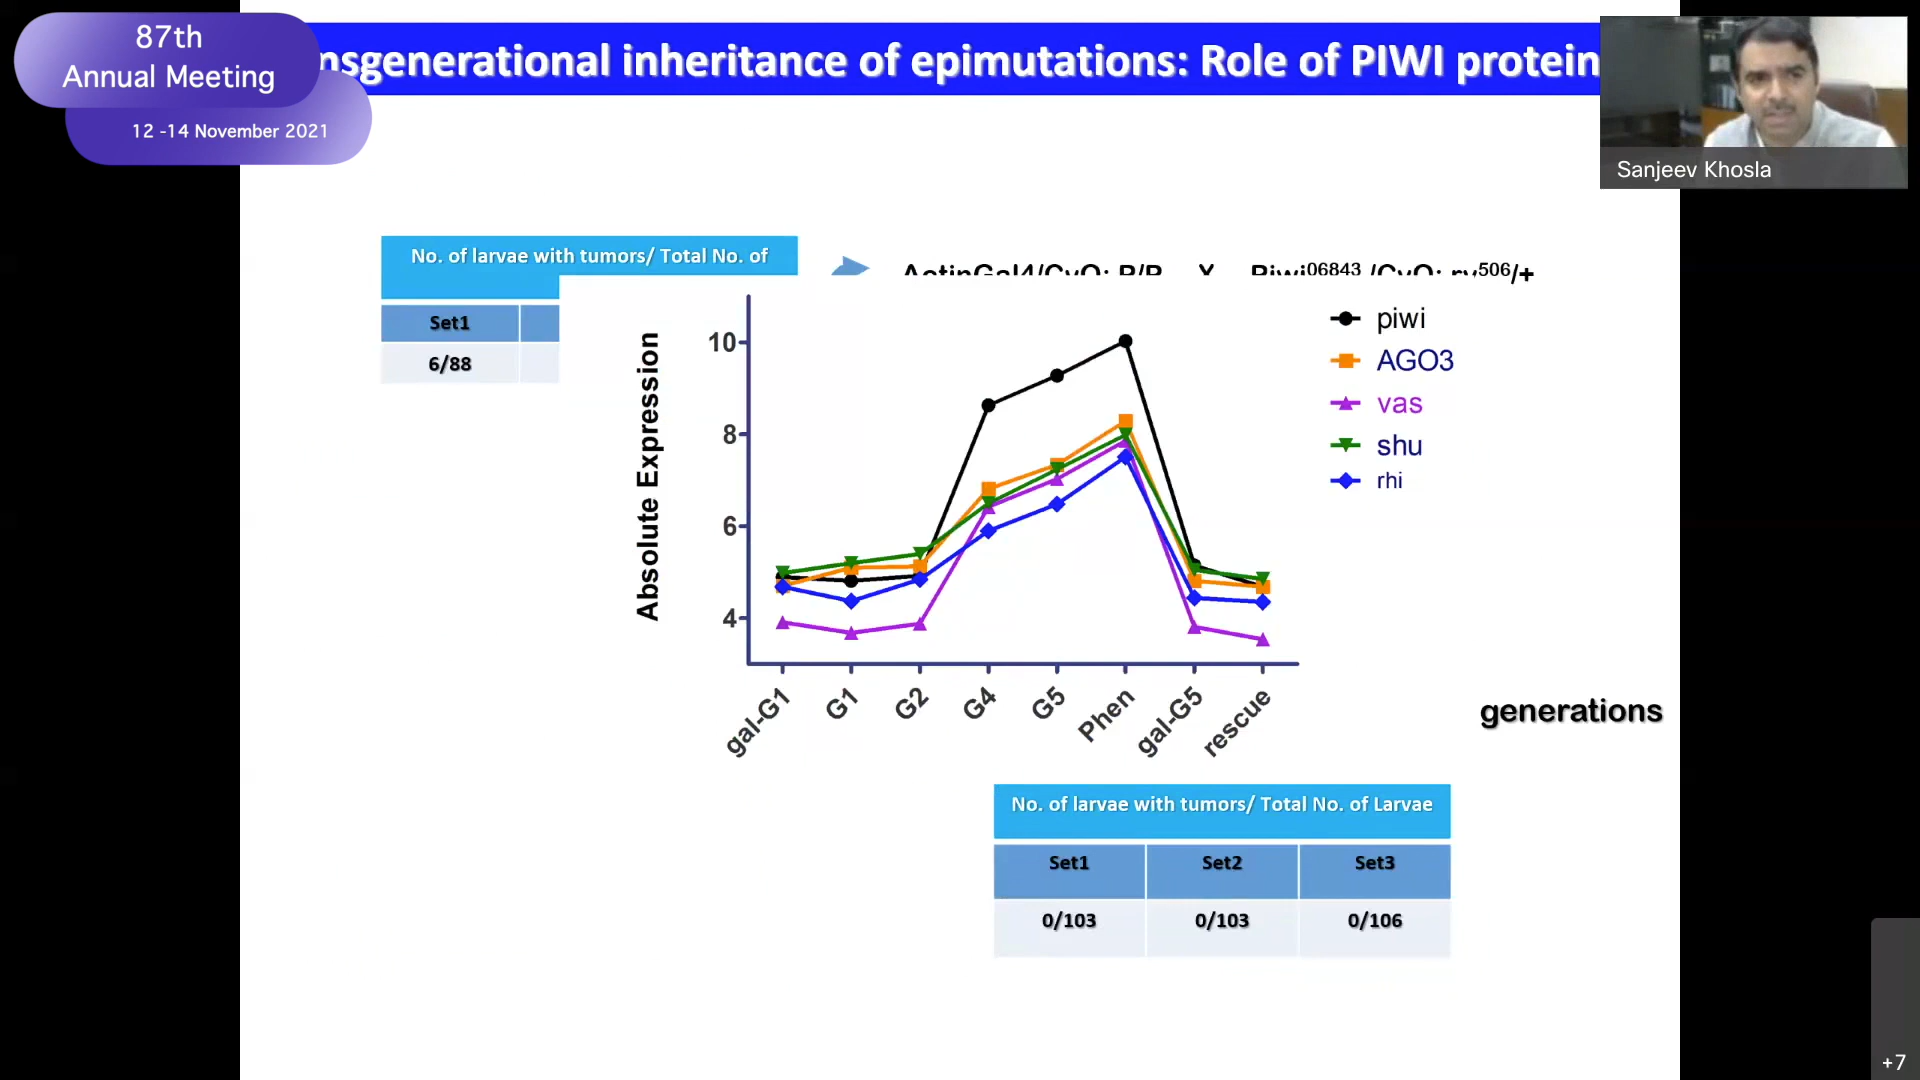 87th
Annual Meeting
12 -14 November 2021
nsgenerational inheritance of epimutations: Role of PIWI protein
Sanjeev Khosla
No. of larvae with tumors/ Total No. of
Set1
6/88
ActinGal4/CyO; P/P X Piwi06843 /CyO; ry506/+
Absolute Expression
10
8
6
4
gal-G1
G1
G2
G4
G5
Phen
gal-G5
rescue
piwi
AGO3
vas
shu
rhi
generations
No. of larvae with tumors/ Total No. of Larvae
Set1 Set2 Set3
0/103 0/103 0/106
+7